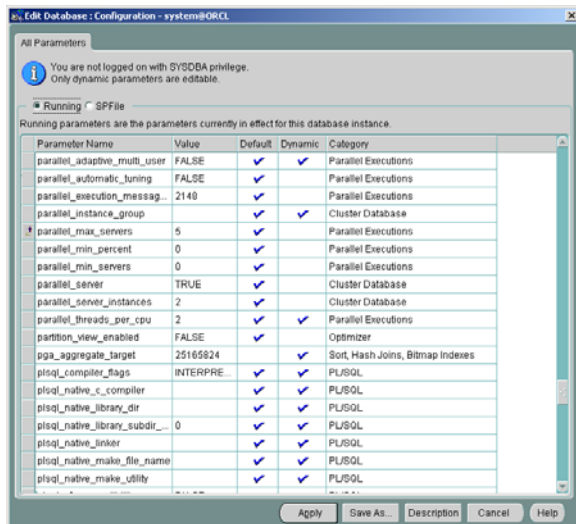 Edit Database : Configuration - system@ORCL
All Parameters
You are not logged on with SYSDBA privilege.
Only dynamic parameters are editable.
Running SPFile
Running parameters are the parameters currently in effect for this database instance.
Parameter Name Value Default Dynamic Category
parallel_adaptive_multi_user FALSE Parallel Executions
parallel_automatic_tuning FALSE Parallel Executions
parallel_execution_messag... 2148 Parallel Executions
parallel_instance_group Cluster Database
parallel_max_servers 5 Parallel Executions
parallel_min_percent 0 Parallel Executions
parallel_min_servers 0 Parallel Executions
parallel_server TRUE Cluster Database
parallel_server_instances 2 Cluster Database
parallel_threads_per_cpu 2 Parallel Executions
partition_view_enabled FALSE Optimizer
pga_aggregate_target 25165824 Sort, Hash Joins, Bitmap Indexes
plsql_compiler_flags INTERPRE... PL/SQL
plsql_native_c_compiler PL/SQL
plsql_native_library_dir PL/SQL
plsql_native_library_subdir_... 0 PL/SQL
plsql_native_linker PL/SQL
plsql_native_make_file_name PL/SQL
plsql_native_make_utility PL/SQL
Apply Save As... Description Cancel Help